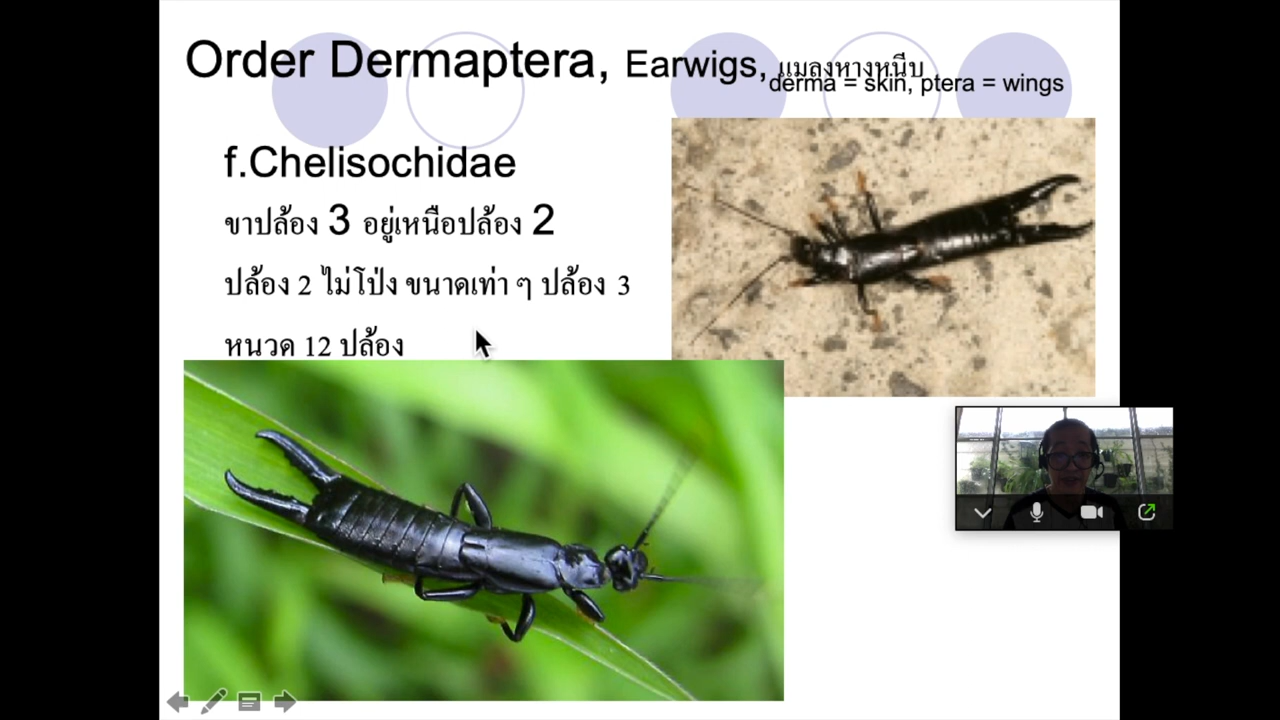 Order Dermaptera, Earwigs, แมลงหางหนีบ
derma = skin, ptera = wings
f.Chelisochidae
ขาปล้อง 3 อยู่เหนือปล้อง 2
ปล้อง 2 ไม่โป่ง ขนาดเท่า ๆ ปล้อง 3
หนวด 12 ปล้อง